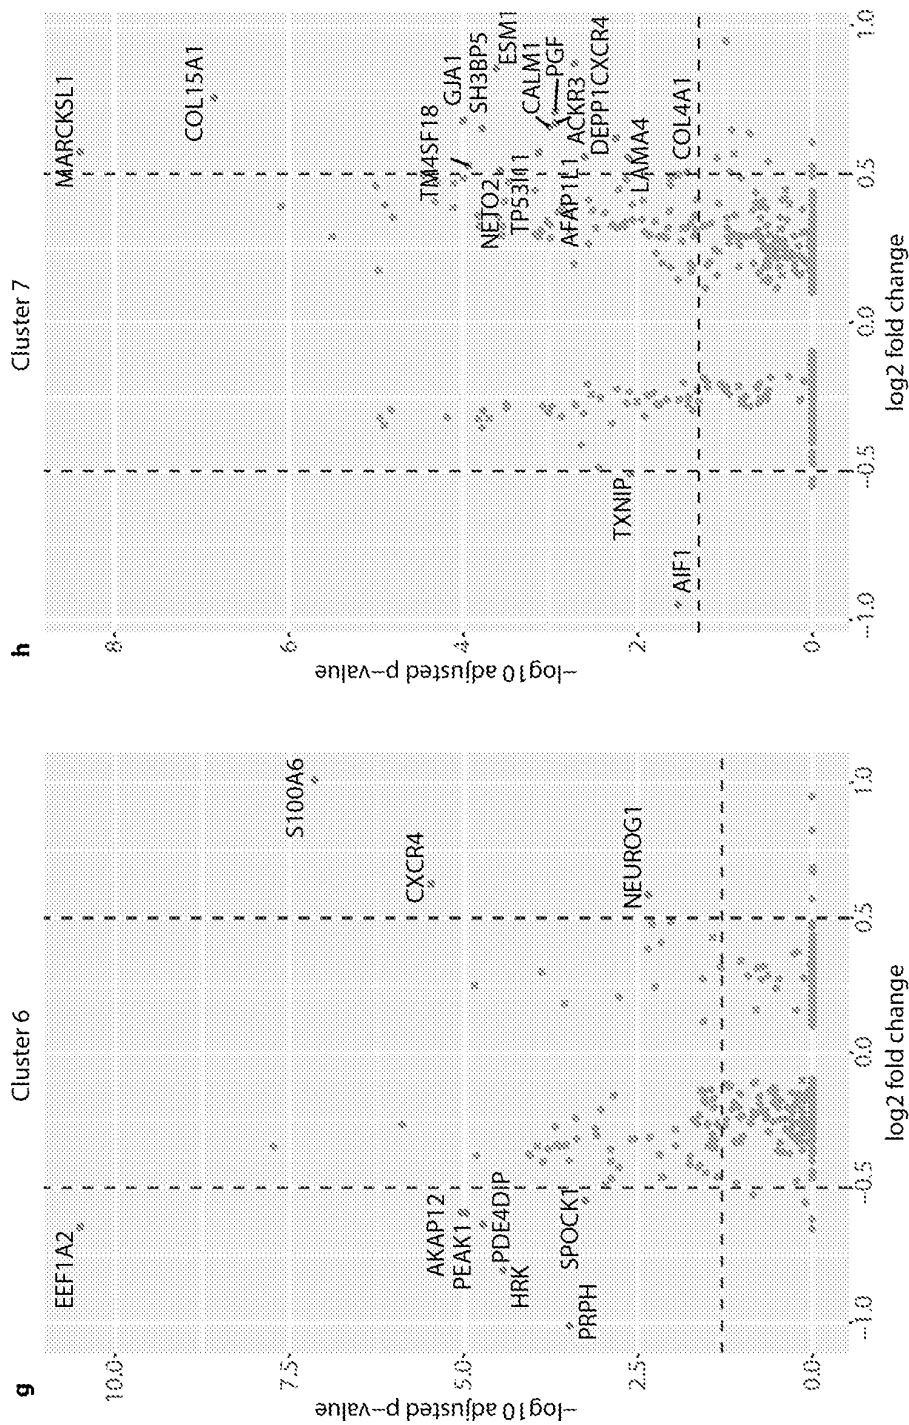 g
Cluster 6
−log10 adjusted p−value
10.0
7.5
5.0
2.5
0.0
EEF1A2
S100A6
CXCR4
AKAP12
PEAK1
PDE4DIP
HRK
SPOCK1
PRPH
NEUROG1
−1.0
−0.5
0.0
0.5
1.0
log2 fold change
h
Cluster 7
−log10 adjusted p−value
8
6
4
2
0
MARCKSL1
COL15A1
TM4SF18
GJA1
SH3BP5
ESM1
CALM1
PGF
ACKR3
DEPP1
CXCR4
NETO2
TP53I11
AFAP1L1
LAMA4
COL4A1
TXNIP
AIF1
−1.0
−0.5
0.0
0.5
1.0
log2 fold change